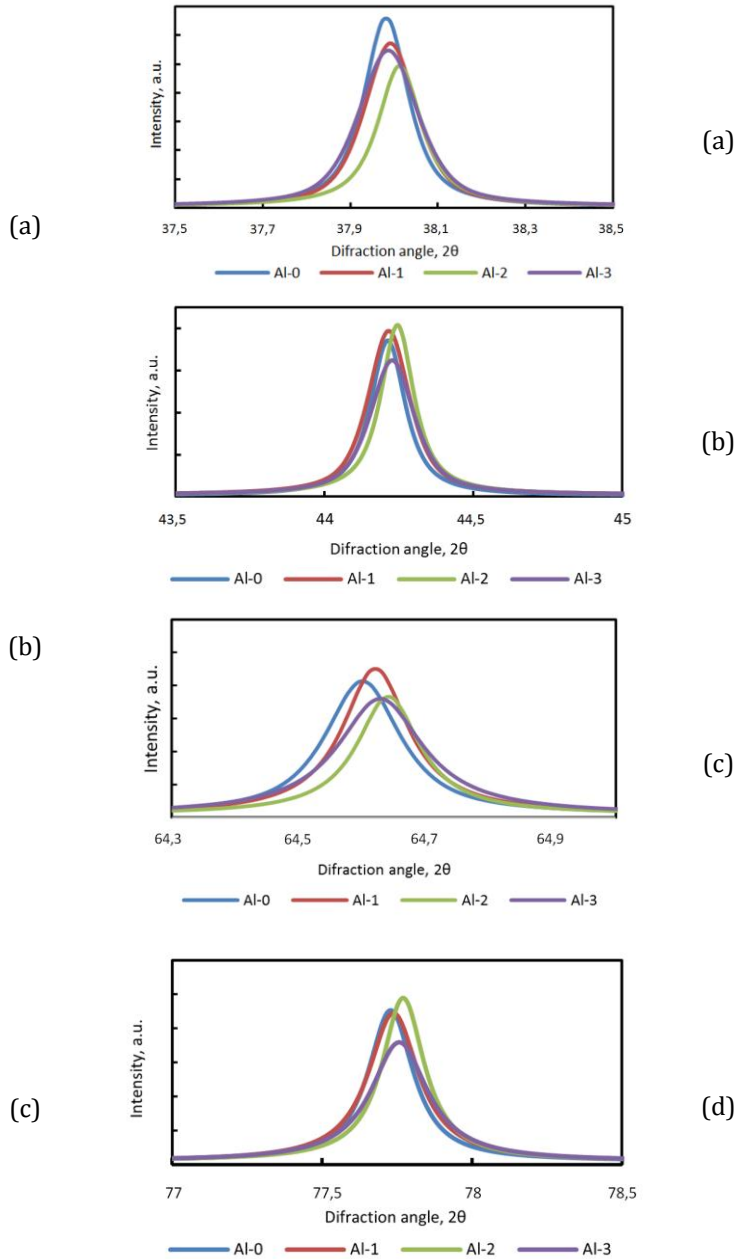 Intensity, a.u.
(a)
(a)
37,5 37,7 37,9 38,1 38,3 38,5
Difraction angle, 2θ
Al-0 Al-1 Al-2 Al-3
Intensity, a.u.
(b)
43,5 44 44,5 45
Difraction angle, 2θ
Al-0 Al-1 Al-2 Al-3
(b)
Intensity, a.u.
(c)
64,3 64,5 64,7 64,9
Difraction angle, 2θ
Al-0 Al-1 Al-2 Al-3
Intensity, a.u.
(c)
(d)
77 77,5 78 78,5
Difraction angle, 2θ
Al-0 Al-1 Al-2 Al-3